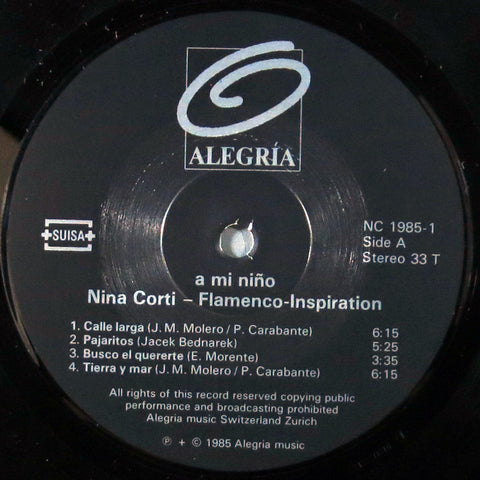 ALEGRÍA
+SUISA+
NC 1985-1
Side A
Stereo 33 T
a mi niño
Nina Corti – Flamenco-Inspiration
1. Calle larga (J. M. Molero / P. Carabante) 6:15
2. Pajaritos (Jacek Bednarek) 5:25
3. Busco el quererte (E. Morente) 3:35
4. Tierra y mar (J. M. Molero / P. Carabante) 6:15
All rights of this record reserved copying public
performance and broadcasting prohibited
Alegria music Switzerland Zurich
℗ + © 1985 Alegria music